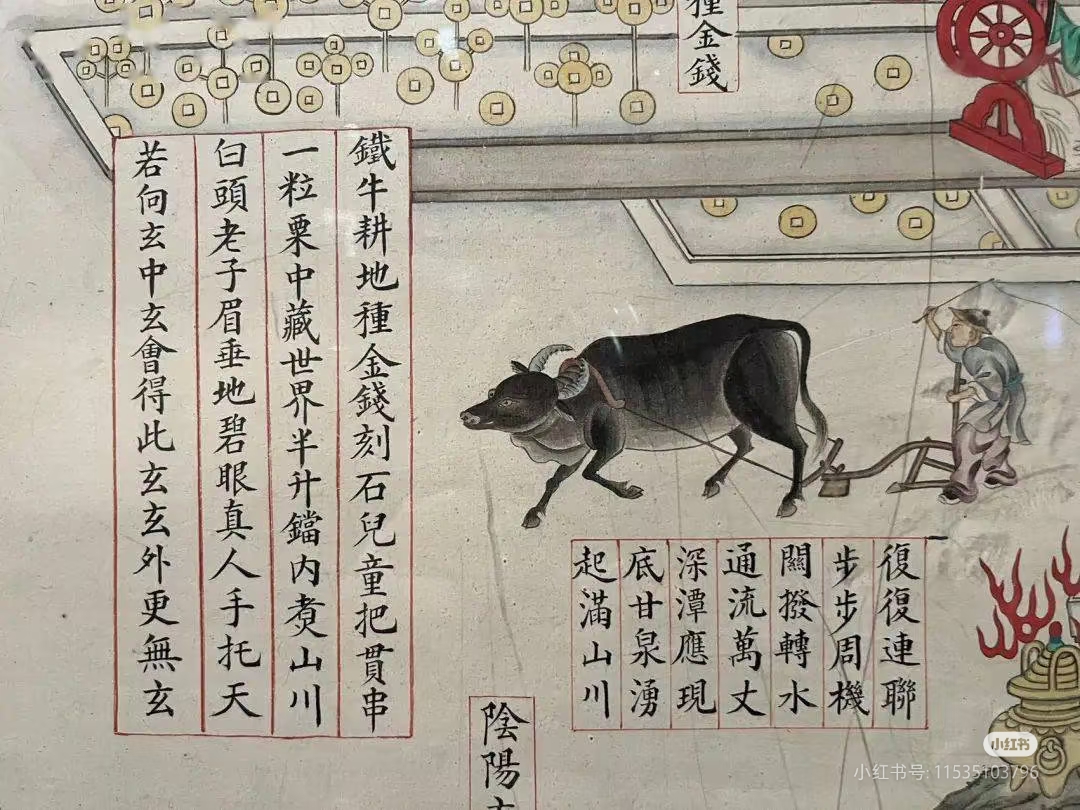 種金錢
復復連聯
步步周機
關撥轉水
通流萬丈
深潭應現
底甘泉湧
起滿山川
鐵牛耕地種金錢刻石兒童把貫串
一粒粟中藏世界半升鐺內煑山川
白頭老子眉垂地碧眼真人手托天
若向玄中玄會得此玄玄外更無玄
陰陽
小红书
小红书号: 11535103796